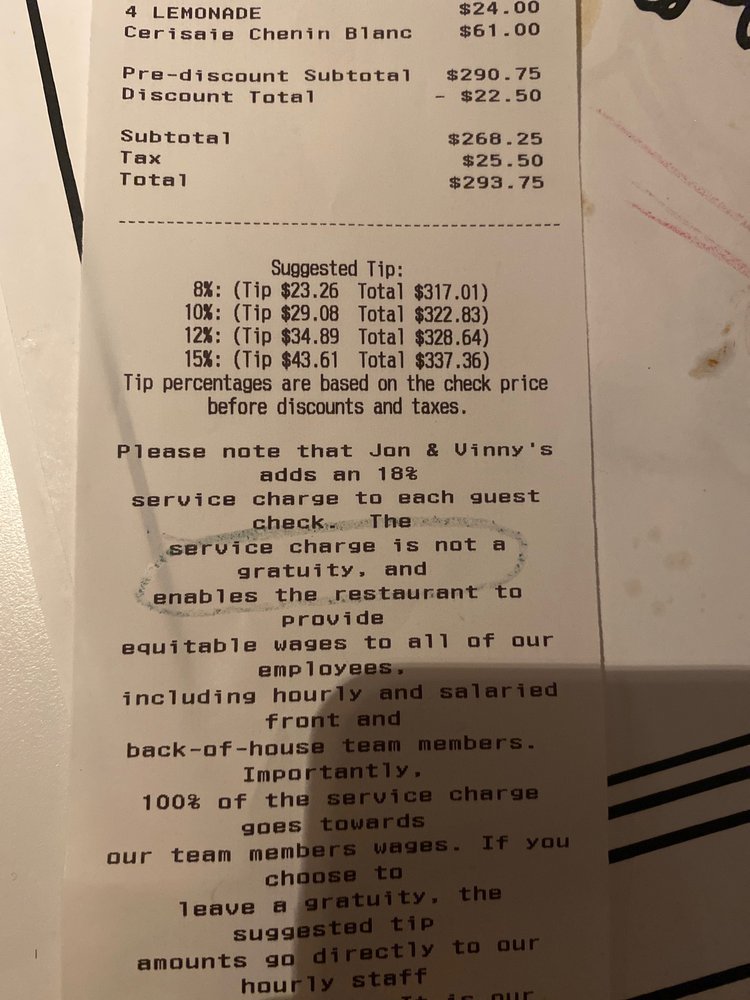 4 LEMONADE $24.00
Cerisaie Chenin Blanc $61.00
Pre-discount Subtotal $290.75
Discount Total - $22.50
Subtotal $268.25
Tax $25.50
Total $293.75
Suggested Tip:
8%: (Tip $23.26 Total $317.01)
10%: (Tip $29.08 Total $322.83)
12%: (Tip $34.89 Total $328.64)
15%: (Tip $43.61 Total $337.36)
Tip percentages are based on the check price
before discounts and taxes.
Please note that Jon & Vinny's
adds an 18%
service charge to each guest
check. The
service charge is not a
gratuity, and
enables the restaurant to
provide
equitable wages to all of our
employees,
including hourly and salaried
front and
back-of-house team members.
Importantly,
100% of the service charge
goes towards
our team members wages. If you
choose to
leave a gratuity, the
suggested tip
amounts go directly to our
hourly staff
It is our